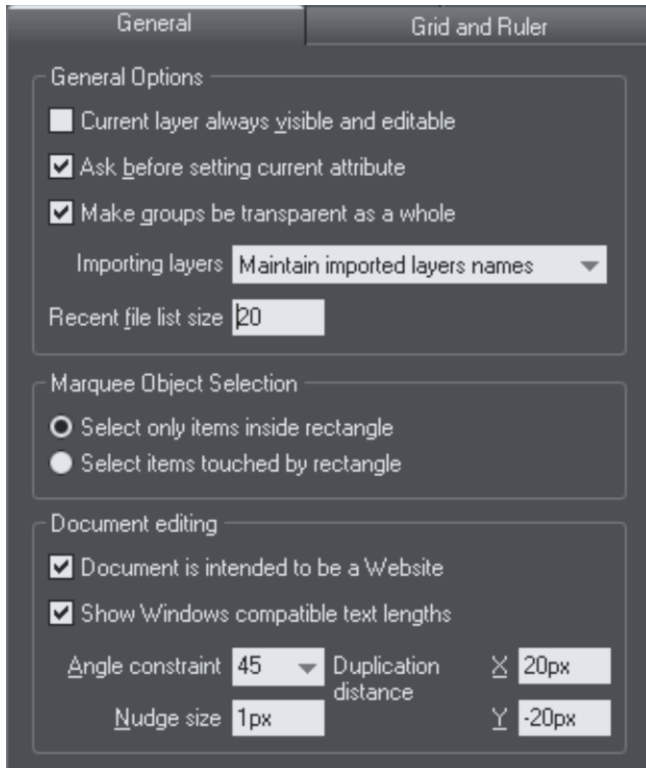 General
Grid and Ruler
General Options
Current layer always visible and editable
Ask before setting current attribute
Make groups be transparent as a whole
Importing layers Maintain imported layers names
Recent file list size 20
Marquee Object Selection
Select only items inside rectangle
Select items touched by rectangle
Document editing
Document is intended to be a Website
Show Windows compatible text lengths
Angle constraint 45 Duplication distance X 20px
Nudge size 1px Y -20px